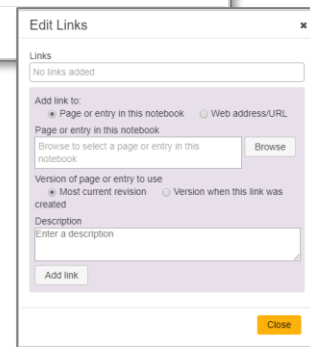 Edit Links ×
Links
No links added
Add link to:
Page or entry in this notebook Web address/URL
Page or entry in this notebook
Browse to select a page or entry in this
notebook
Browse
Version of page or entry to use
Most current revision Version when this link was
created
Description
Enter a description
Add link
Close